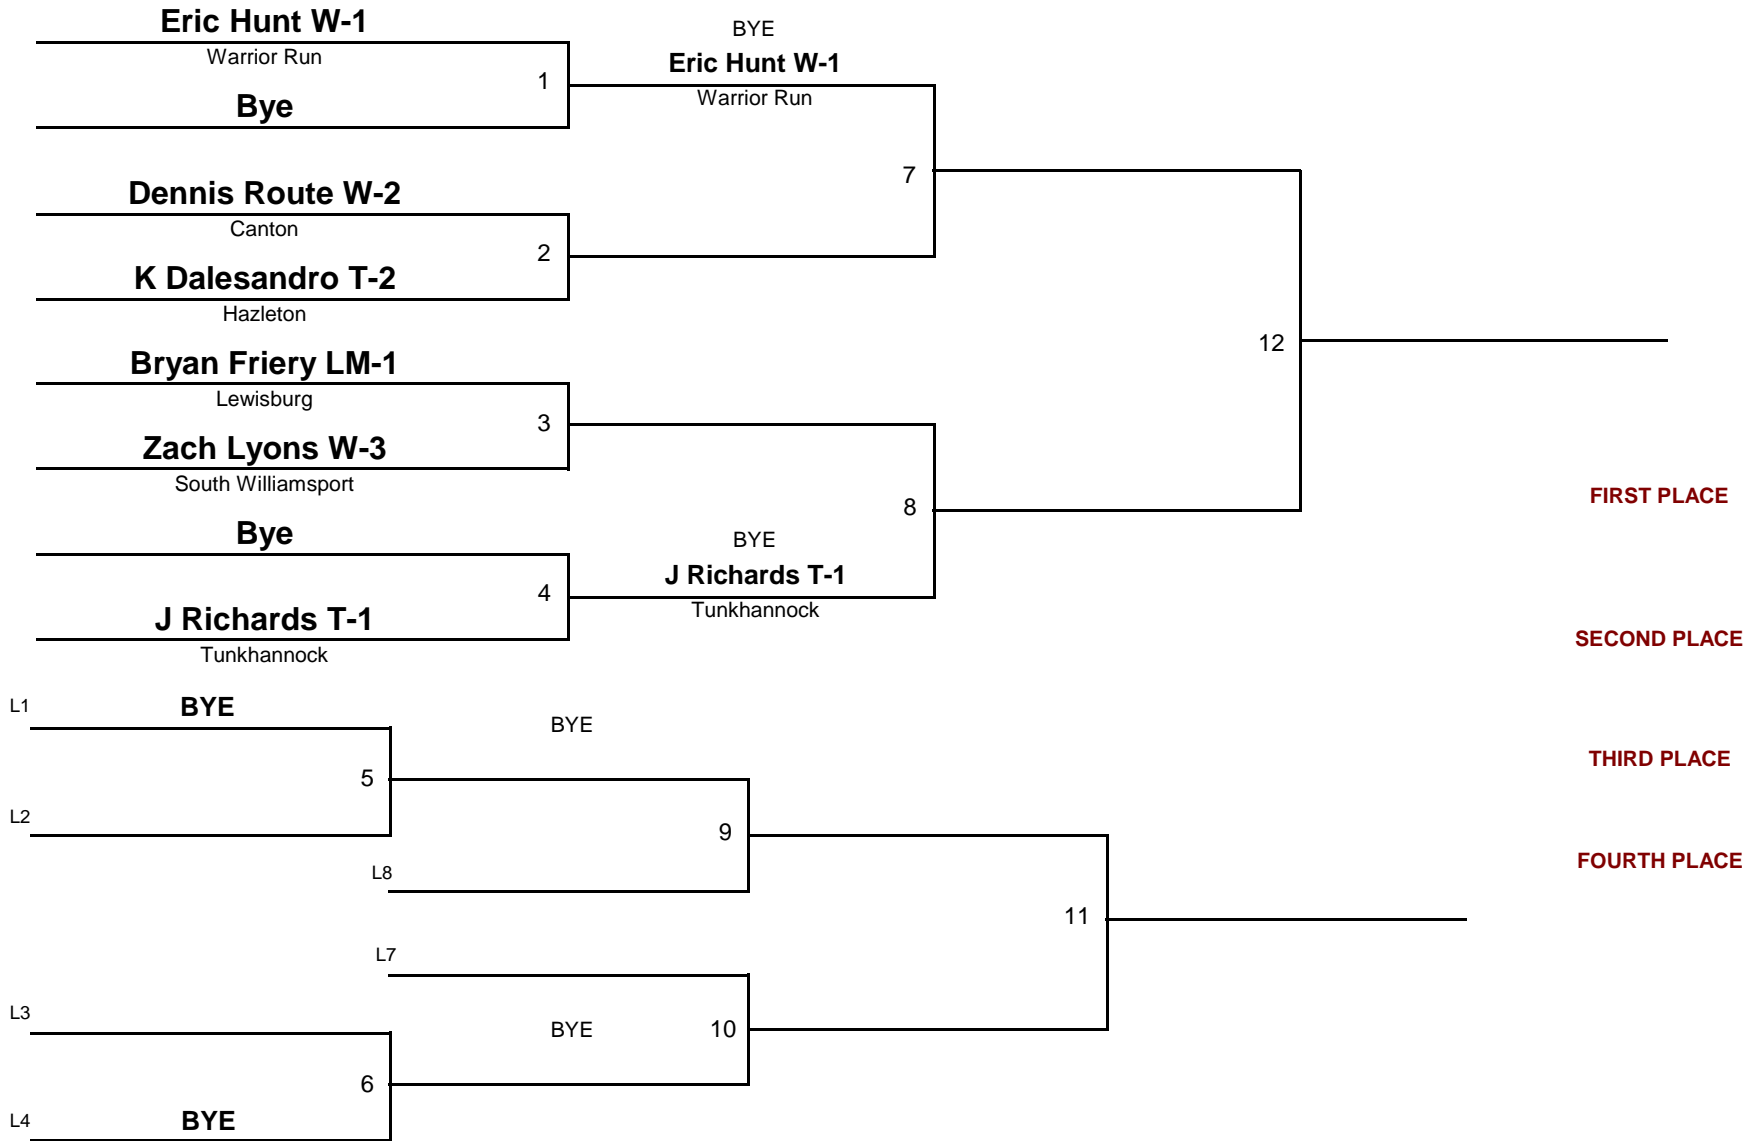 Eric Hunt W-1
Warrior Run
1
Bye
BYE
Eric Hunt W-1
Warrior Run
7
Dennis Route W-2
Canton
2
K Dalesandro T-2
Hazleton
12
Bryan Friery LM-1
Lewisburg
3
Zach Lyons W-3
South Williamsport
8
Bye
BYE
J Richards T-1
Tunkhannock
4
J Richards T-1
Tunkhannock
FIRST PLACE
SECOND PLACE
THIRD PLACE
FOURTH PLACE
L1
BYE
BYE
5
L2
9
L8
11
L7
L3
BYE
10
6
L4
BYE